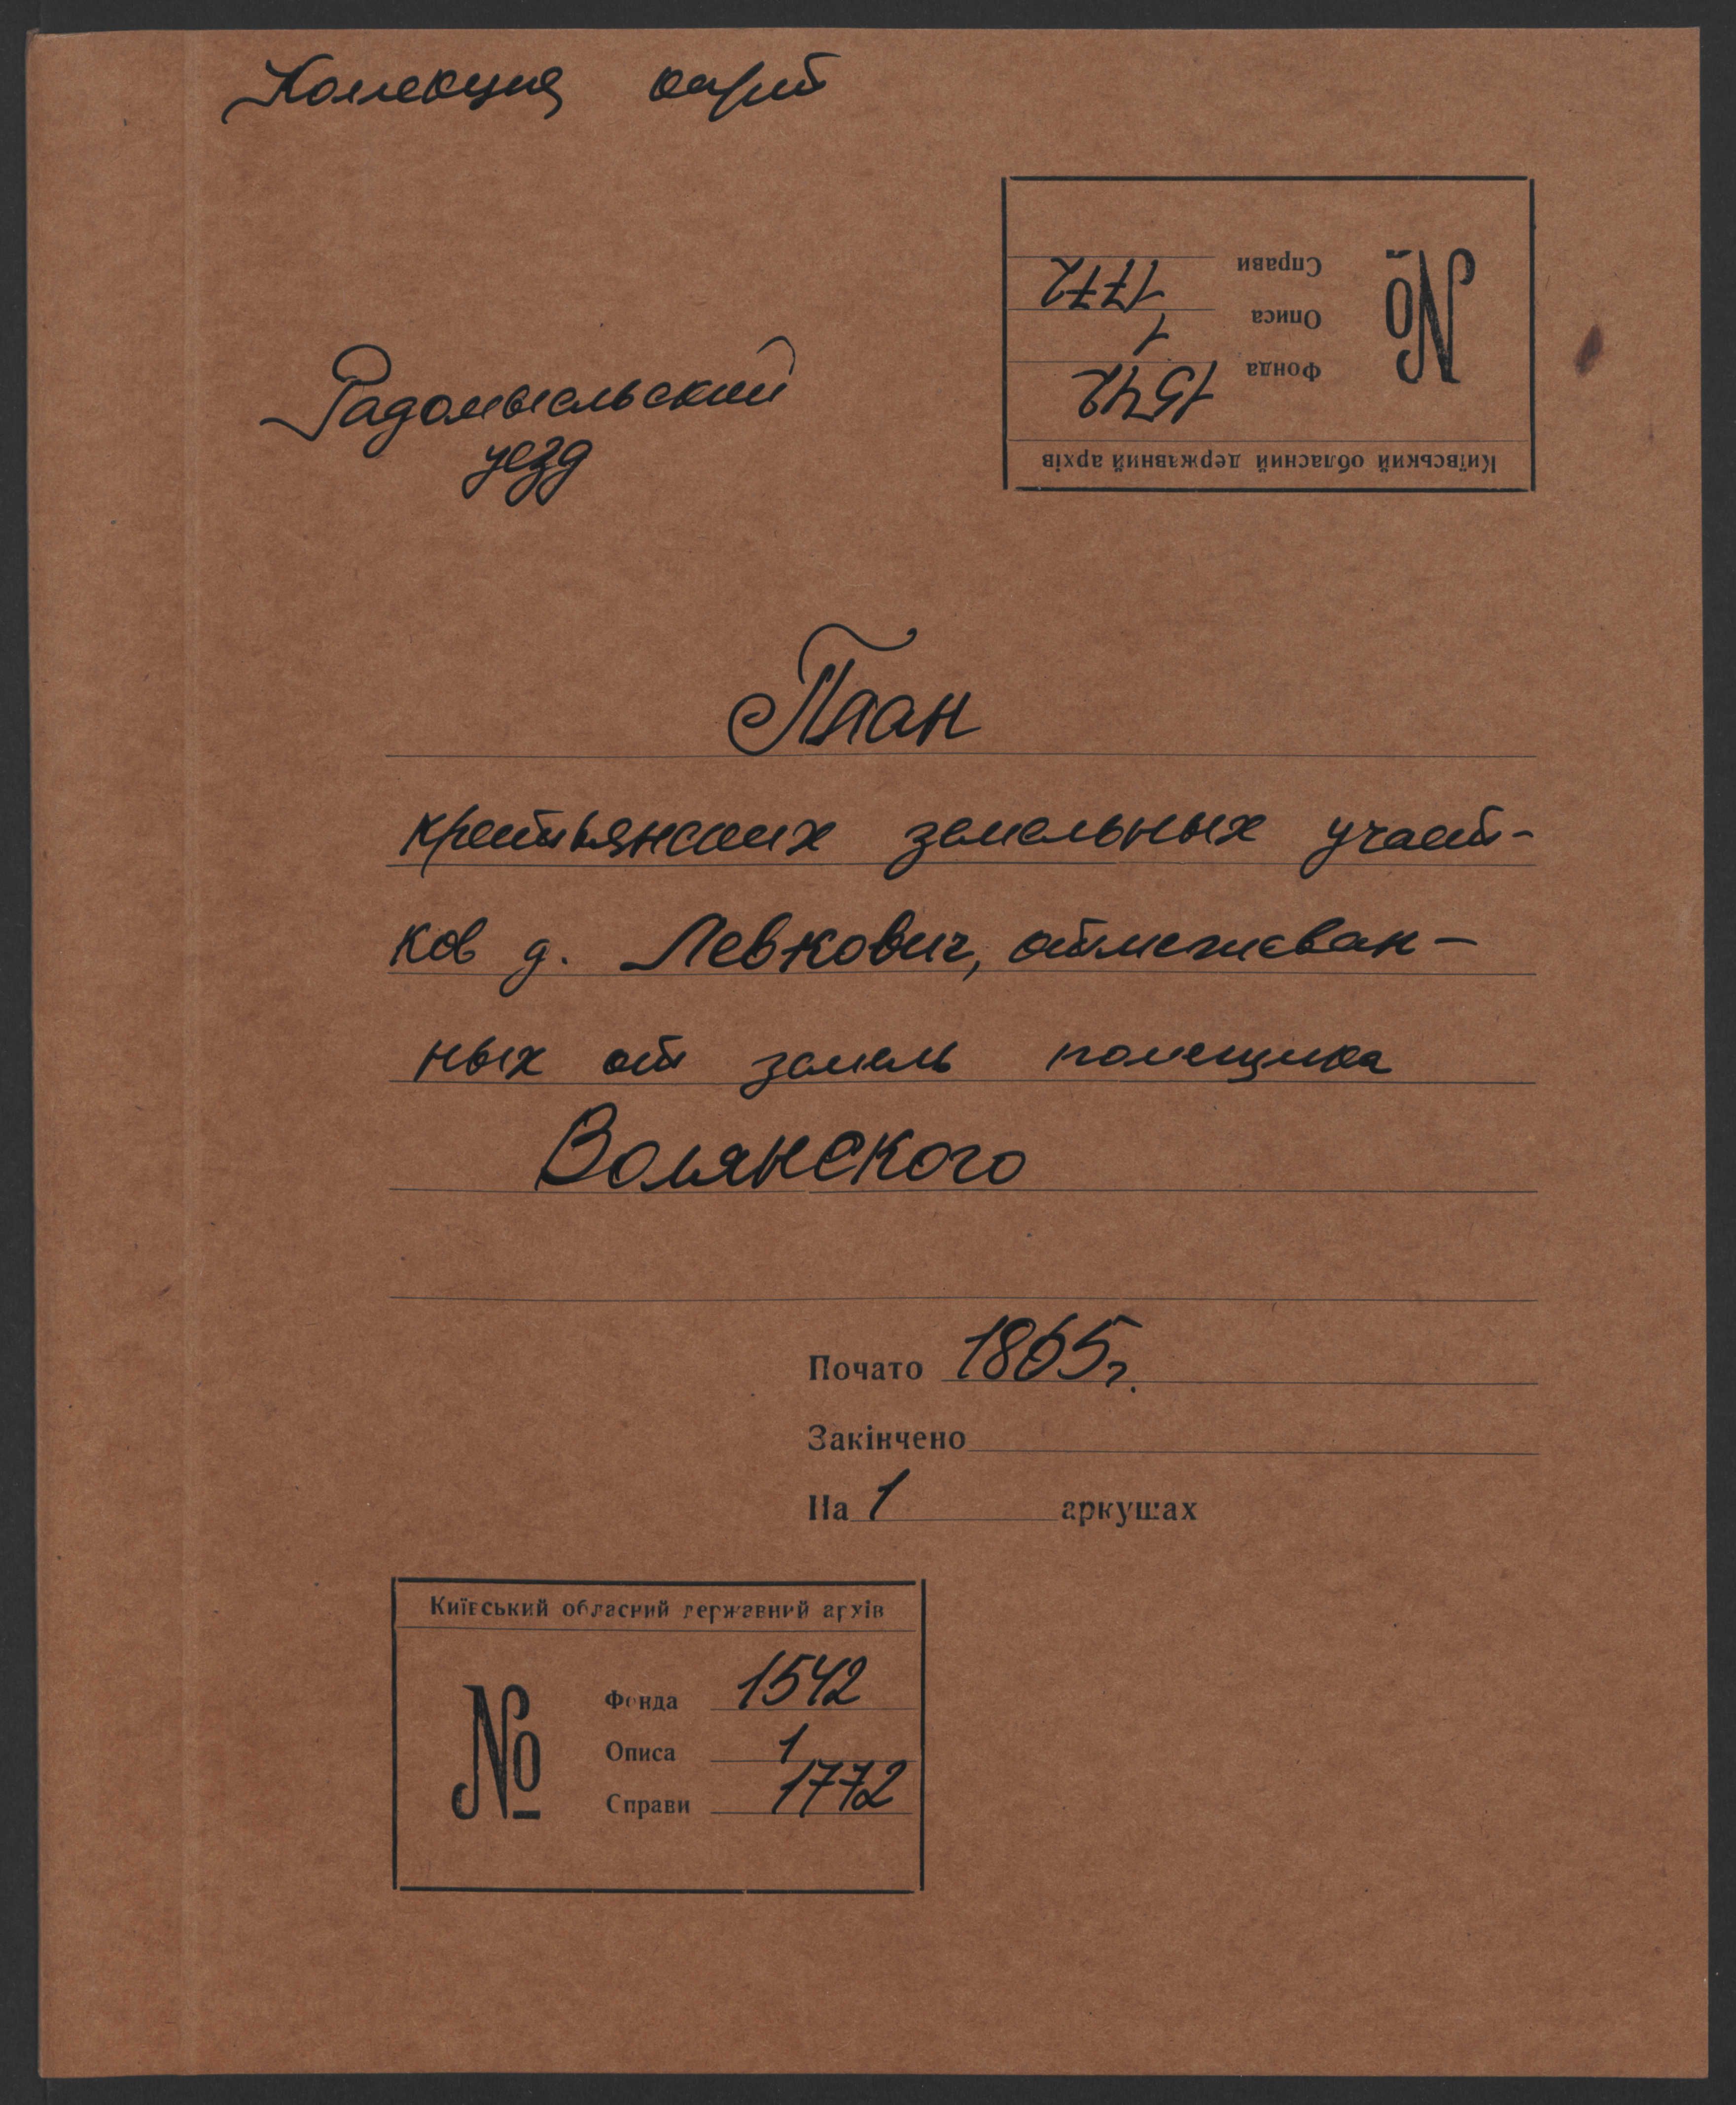 Коллекция карт
Справи 1772
Описа 1
Фонда 1542
№
Київський обласний державний архів
Радомысльский
уезд
План
крестьянских земельных участ-
ков д. Левкович, отмежеван-
ных от земель помещика
Волянского
Почато 1865г.
Закінчено
На 1 аркушах
Київський обласний державний архів
№
Фонда 1542
Описа 1
Справи 1772